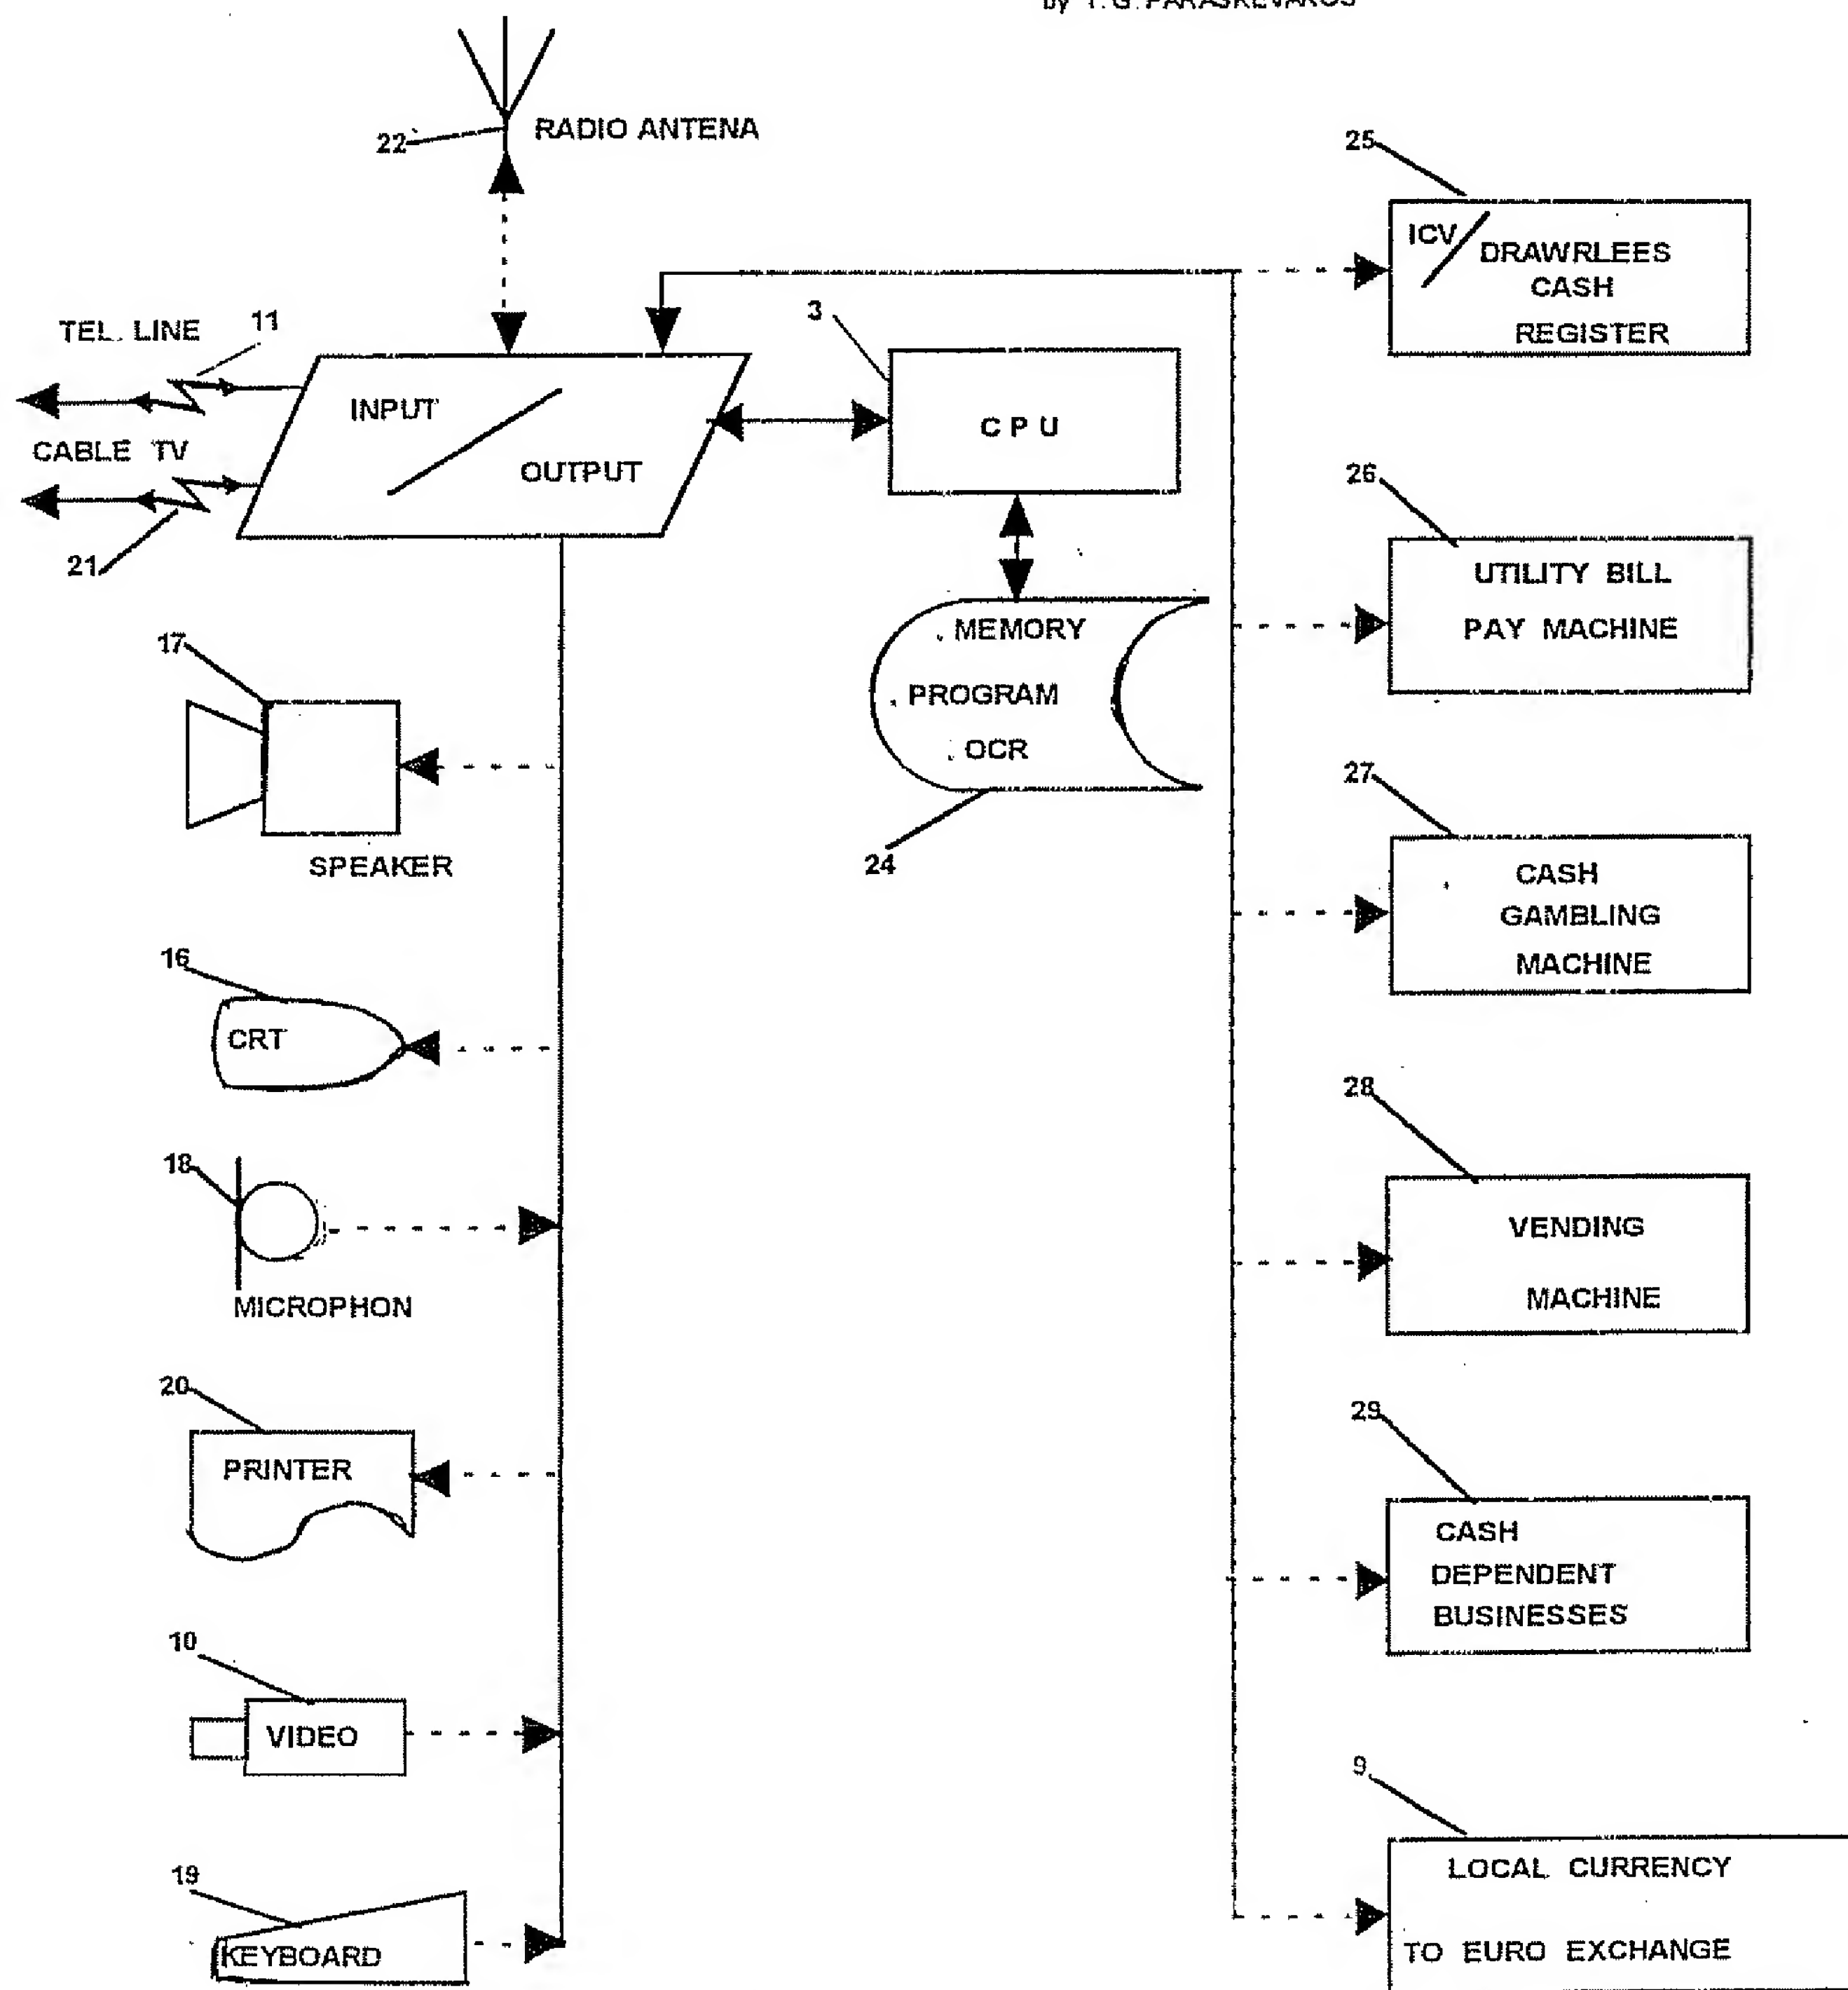 by T. G. PARASKEVAKOS
22
RADIO ANTENA
25
ICV
DRAWRLEES
CASH
REGISTER
TEL. LINE
11
3
INPUT
OUTPUT
C P U
CABLE TV
21
26
UTILITY BILL
PAY MACHINE
17
SPEAKER
MEMORY
PROGRAM
OCR
24
27
CASH
GAMBLING
MACHINE
16
CRT
28
VENDING
MACHINE
18
MICROPHON
20
PRINTER
29
CASH
DEPENDENT
BUSINESSES
10
VIDEO
9
LOCAL CURRENCY
TO EURO EXCHANGE
19
KEYBOARD